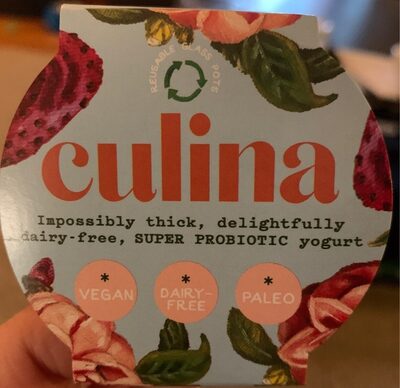 REUSABLE GLASS POTS
culina
Impossibly thick, delightfully
dairy-free, SUPER PROBIOTIC yogurt
*
VEGAN
*
DAIRY-
FREE
*
PALEO